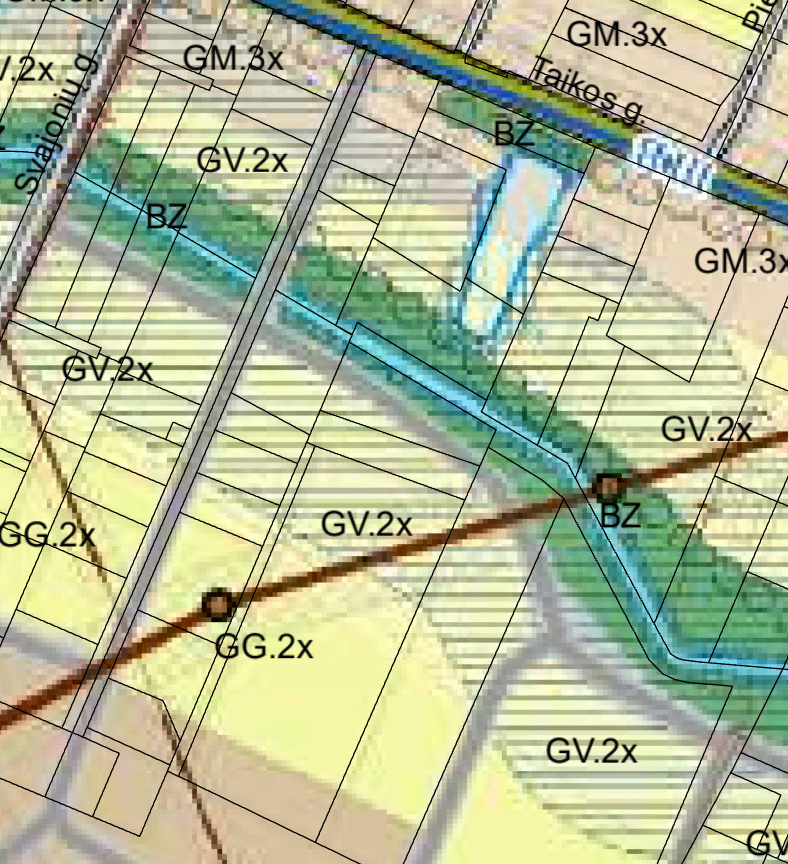 GM.3x
Pie
GM.3x
Taikos g.
V.2x
Svajonių g.
BZ
GV.2x
BZ
GM.3x
GV.2x
GV.2x
BZ
GV.2x
GG.2x
GG.2x
GV.2x
GV